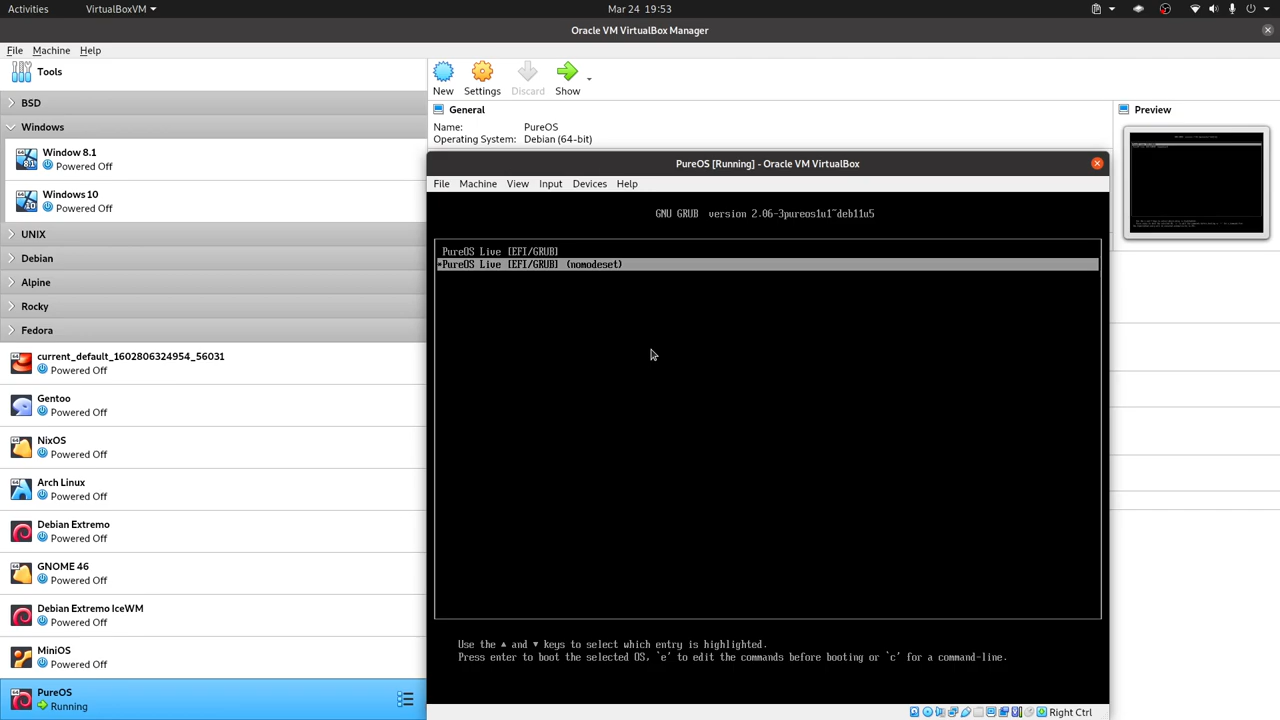 Activities
VirtualBoxVM
Mar 24 19:53
Oracle VM VirtualBox Manager
File Machine Help
Tools
BSD
Windows
Window 8.1
Powered Off
Windows 10
Powered Off
UNIX
Debian
Alpine
Rocky
Fedora
current_default_1602806324954_56031
Powered Off
Gentoo
Powered Off
NixOS
Powered Off
Arch Linux
Powered Off
Debian Extremo
Powered Off
GNOME 46
Powered Off
Debian Extremo IceWM
Powered Off
MiniOS
Powered Off
PureOS
Running
New Settings Discard Show
General
Name: PureOS
Operating System: Debian (64-bit)
Preview
PureOS [Running] - Oracle VM VirtualBox
File Machine View Input Devices Help
GNU GRUB version 2.06-3pureos1u1~deb11u5
PureOS Live [EFI/GRUB]
*PureOS Live [EFI/GRUB] (nomodeset)
Use the ▲ and ▼ keys to select which entry is highlighted.
Press enter to boot the selected OS, `e' to edit the commands before booting or `c' for a command-line.
Right Ctrl